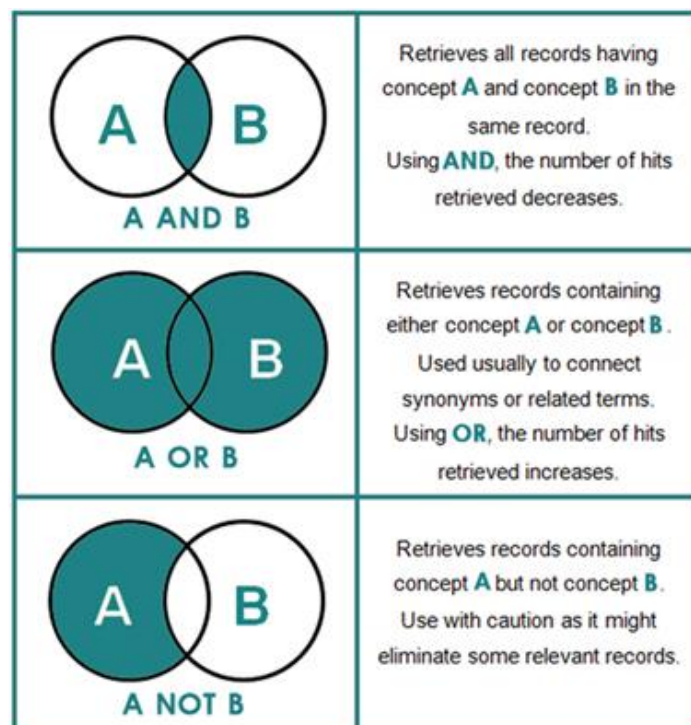 A B
A AND B
Retrieves all records having
concept A and concept B in the
same record.
Using AND, the number of hits
retrieved decreases.
A B
A OR B
Retrieves records containing
either concept A or concept B .
Used usually to connect
synonyms or related terms.
Using OR, the number of hits
retrieved increases.
A B
A NOT B
Retrieves records containing
concept A but not concept B.
Use with caution as it might
eliminate some relevant records.